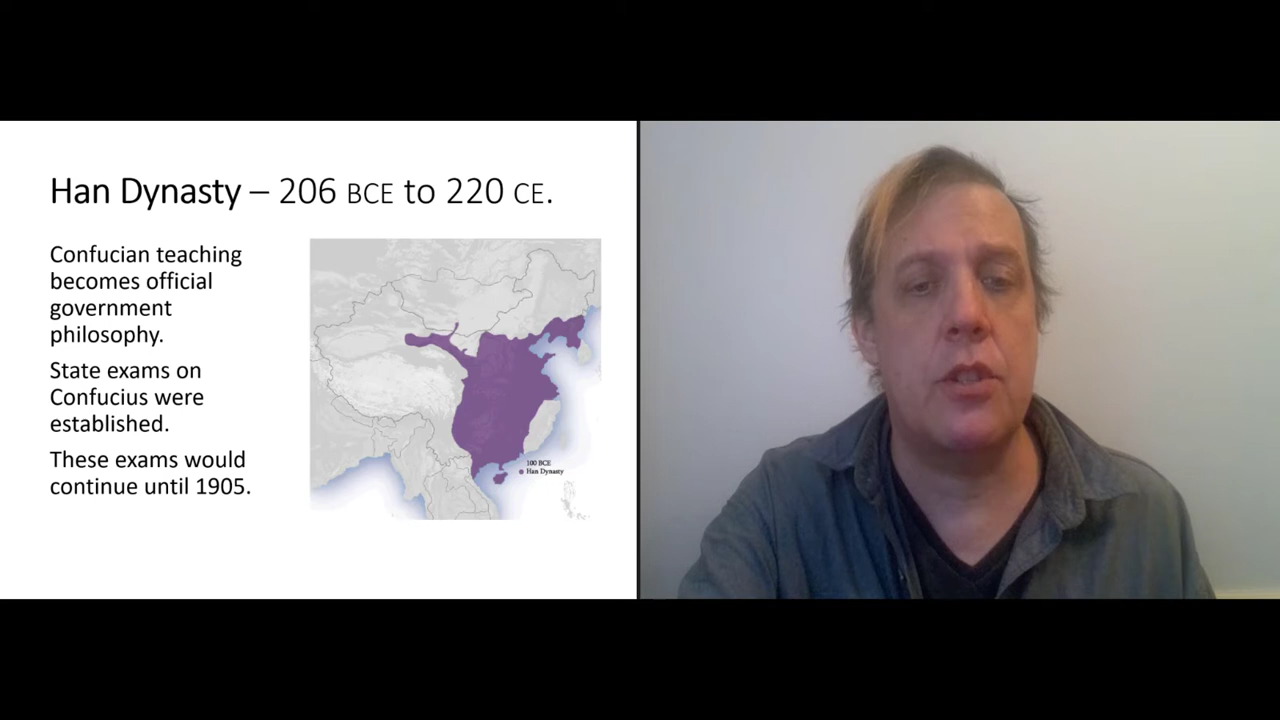 Han Dynasty – 206 BCE to 220 CE.
Confucian teaching
becomes official
government
philosophy.
State exams on
Confucius were
established.
These exams would
continue until 1905.
100 BCE
Han Dynasty